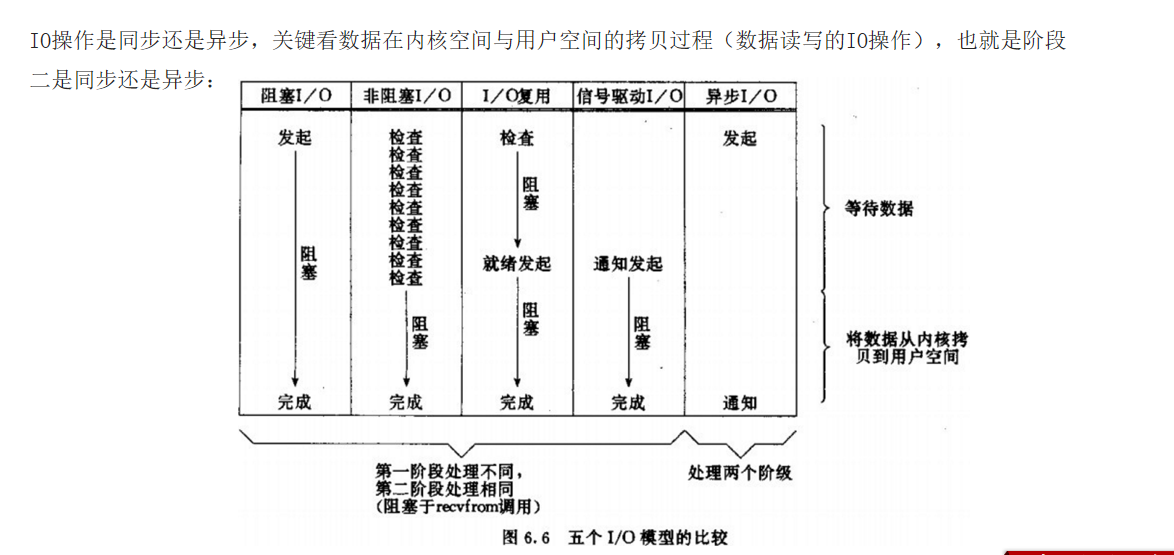 IO操作是同步还是异步，关键看数据在内核空间与用户空间的拷贝过程（数据读写的IO操作），也就是阶段
二是同步还是异步：
阻塞I/O 非阻塞I/O I/O复用 信号驱动I/O 异步I/O
发起 检查 检查 发起
检查
检查
检查
检查
检查
检查
检查
检查
阻塞
等待数据
阻塞
就绪发起 通知发起
阻塞 阻塞 阻塞
将数据从内核拷
贝到用户空间
完成 完成 完成 完成 通知
第一阶段处理不同，
第二阶段处理相同
(阻塞于recvfrom调用)
处理两个阶级
图 6.6 五个 I/O 模型的比较